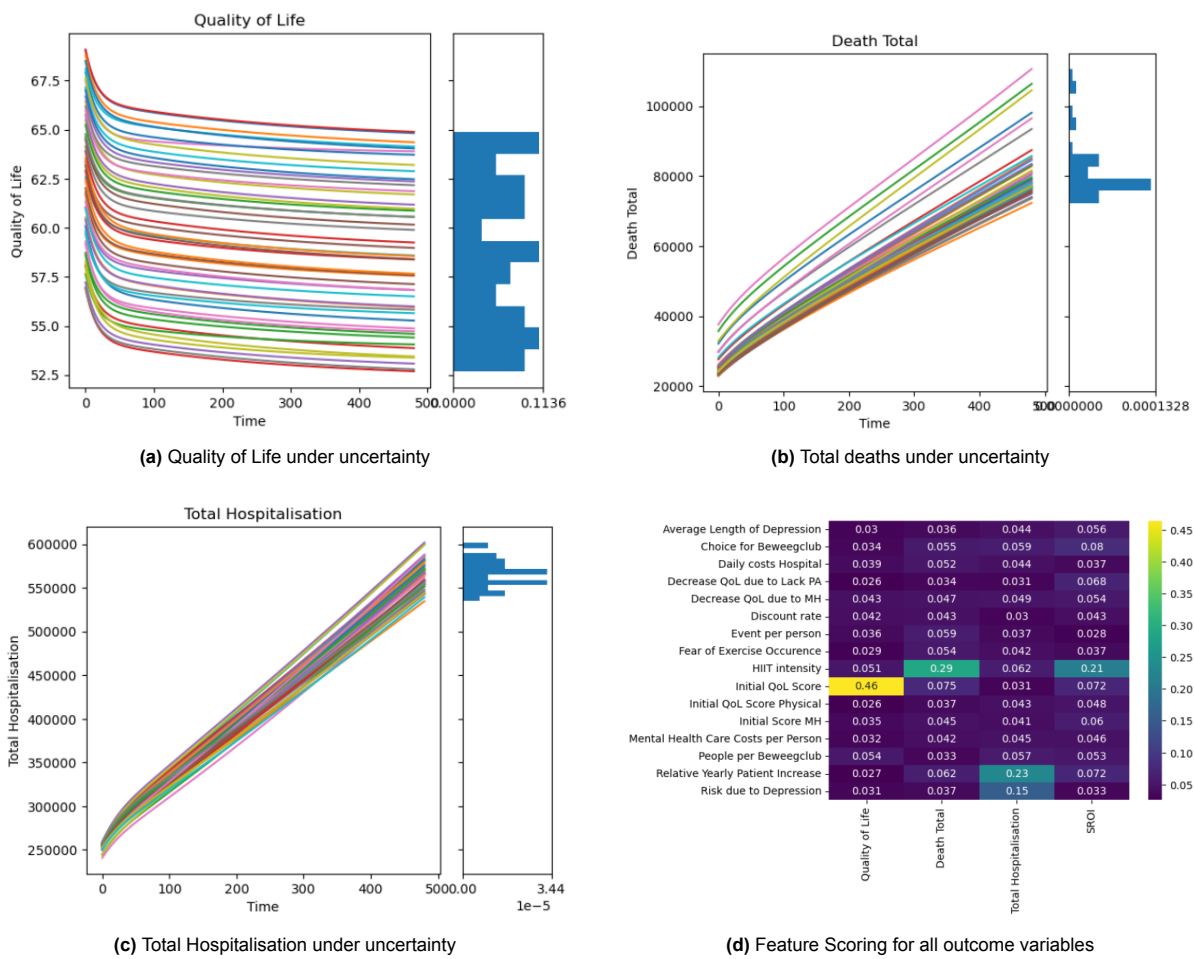 Quality of Life
Quality of Life
67.5
65.0
62.5
60.0
57.5
55.0
52.5
0
100
200
300
400
500
0.0000
0.1136
Time
(a) Quality of Life under uncertainty
Death Total
Death Total
100000
80000
60000
40000
20000
0
100
200
300
400
500
0.0000000
0.0001328
Time
(b) Total deaths under uncertainty
Total Hospitalisation
Total Hospitalisation
600000
550000
500000
450000
400000
350000
300000
250000
0
100
200
300
400
500
0.00
3.44
1e-5
Time
(c) Total Hospitalisation under uncertainty
Average Length of Depression 0.03 0.036 0.044 0.056
Choice for Beweegclub 0.034 0.055 0.059 0.08
Daily costs Hospital 0.039 0.052 0.044 0.037
Decrease QoL due to Lack PA 0.026 0.034 0.031 0.068
Decrease QoL due to MH 0.043 0.047 0.049 0.054
Discount rate 0.042 0.043 0.03 0.043
Event per person 0.036 0.059 0.037 0.028
Fear of Exercise Occurence 0.029 0.054 0.042 0.037
HIIT intensity 0.051 0.29 0.062 0.21
Initial QoL Score 0.46 0.075 0.031 0.072
Initial QoL Score Physical 0.026 0.037 0.043 0.048
Initial Score MH 0.035 0.045 0.041 0.06
Mental Health Care Costs per Person 0.032 0.042 0.045 0.046
People per Beweegclub 0.054 0.033 0.057 0.053
Relative Yearly Patient Increase 0.027 0.062 0.23 0.072
Risk due to Depression 0.031 0.037 0.15 0.033
Quality of Life
Death Total
Total Hospitalisation
SROI
0.45
0.40
0.35
0.30
0.25
0.20
0.15
0.10
0.05
(d) Feature Scoring for all outcome variables